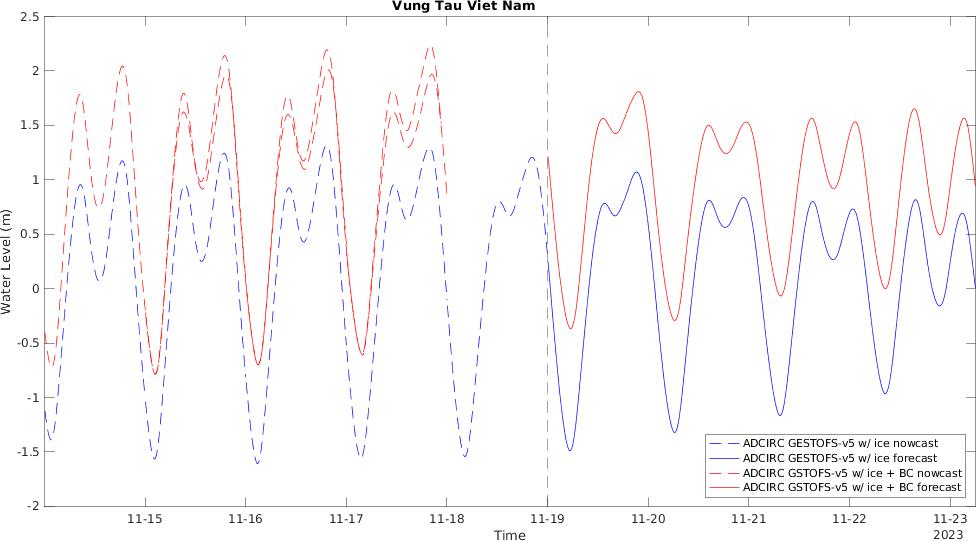 Vung Tau Viet Nam
2.5
2
1.5
1
0.5
0
-0.5
-1
-1.5
-2
Water Level (m)
11-15 11-16 11-17 11-18 11-19 11-20 11-21 11-22 11-23
2023
Time
ADCIRC GESTOFS-v5 w/ ice nowcast
ADCIRC GESTOFS-v5 w/ ice forecast
ADCIRC GSTOFS-v5 w/ ice + BC nowcast
ADCIRC GSTOFS-v5 w/ ice + BC forecast